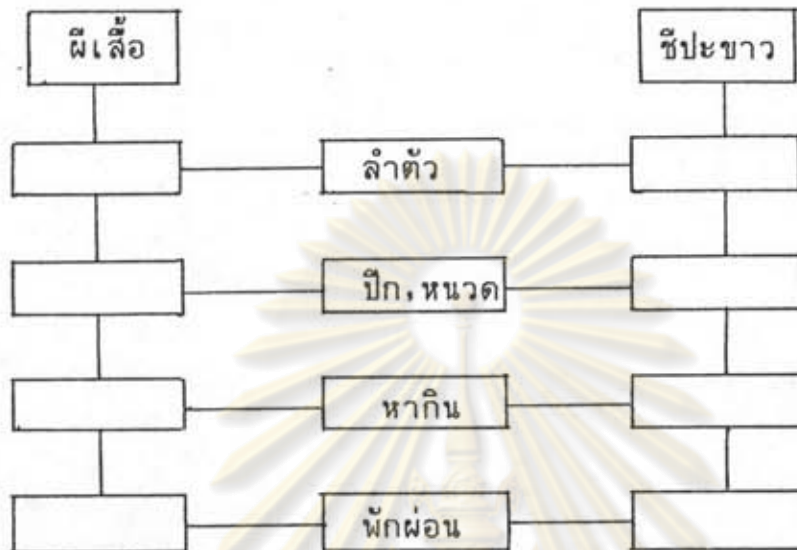 ผีเสื้อ ชีปะขาว
ลำตัว
ปีก,หนวด
หากิน
พักผ่อน